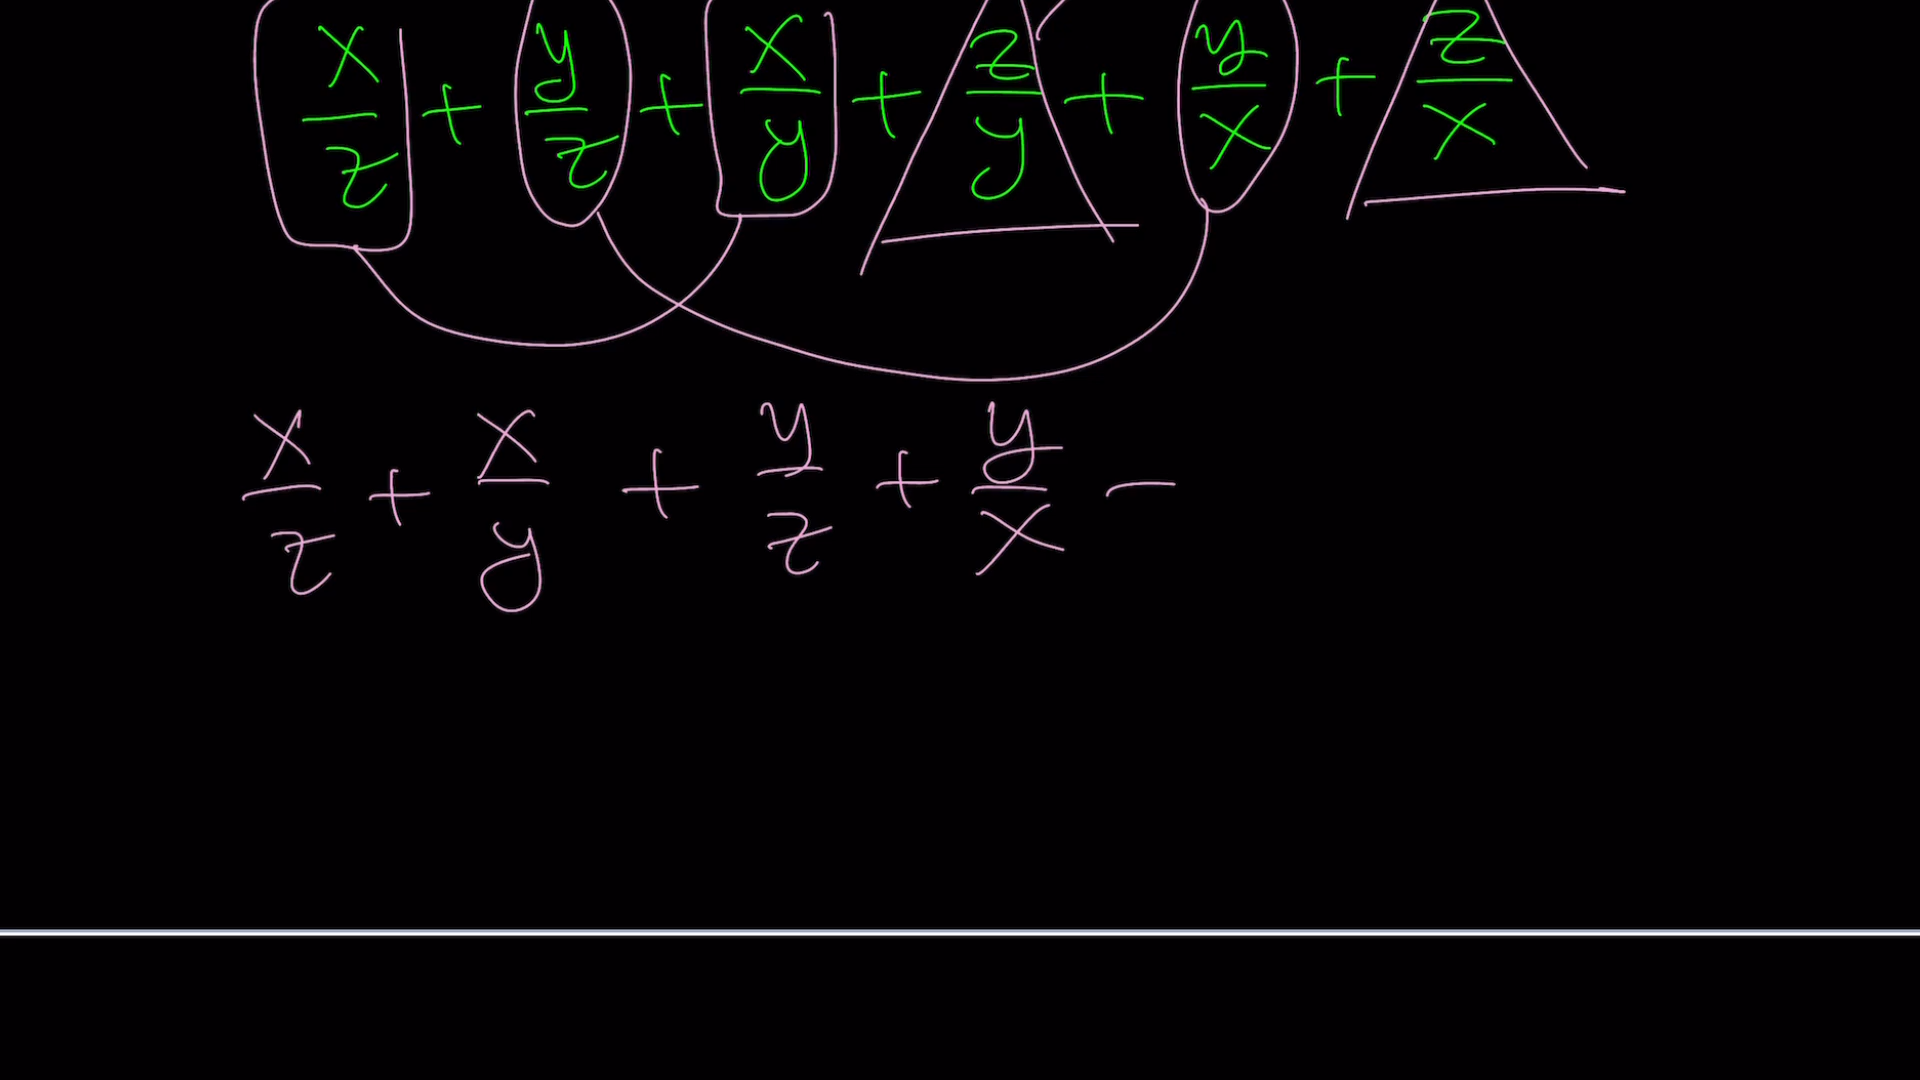 x/z + y/z + x/y + z/y + y/x + z/x
x/z + x/y + y/z + y/x −